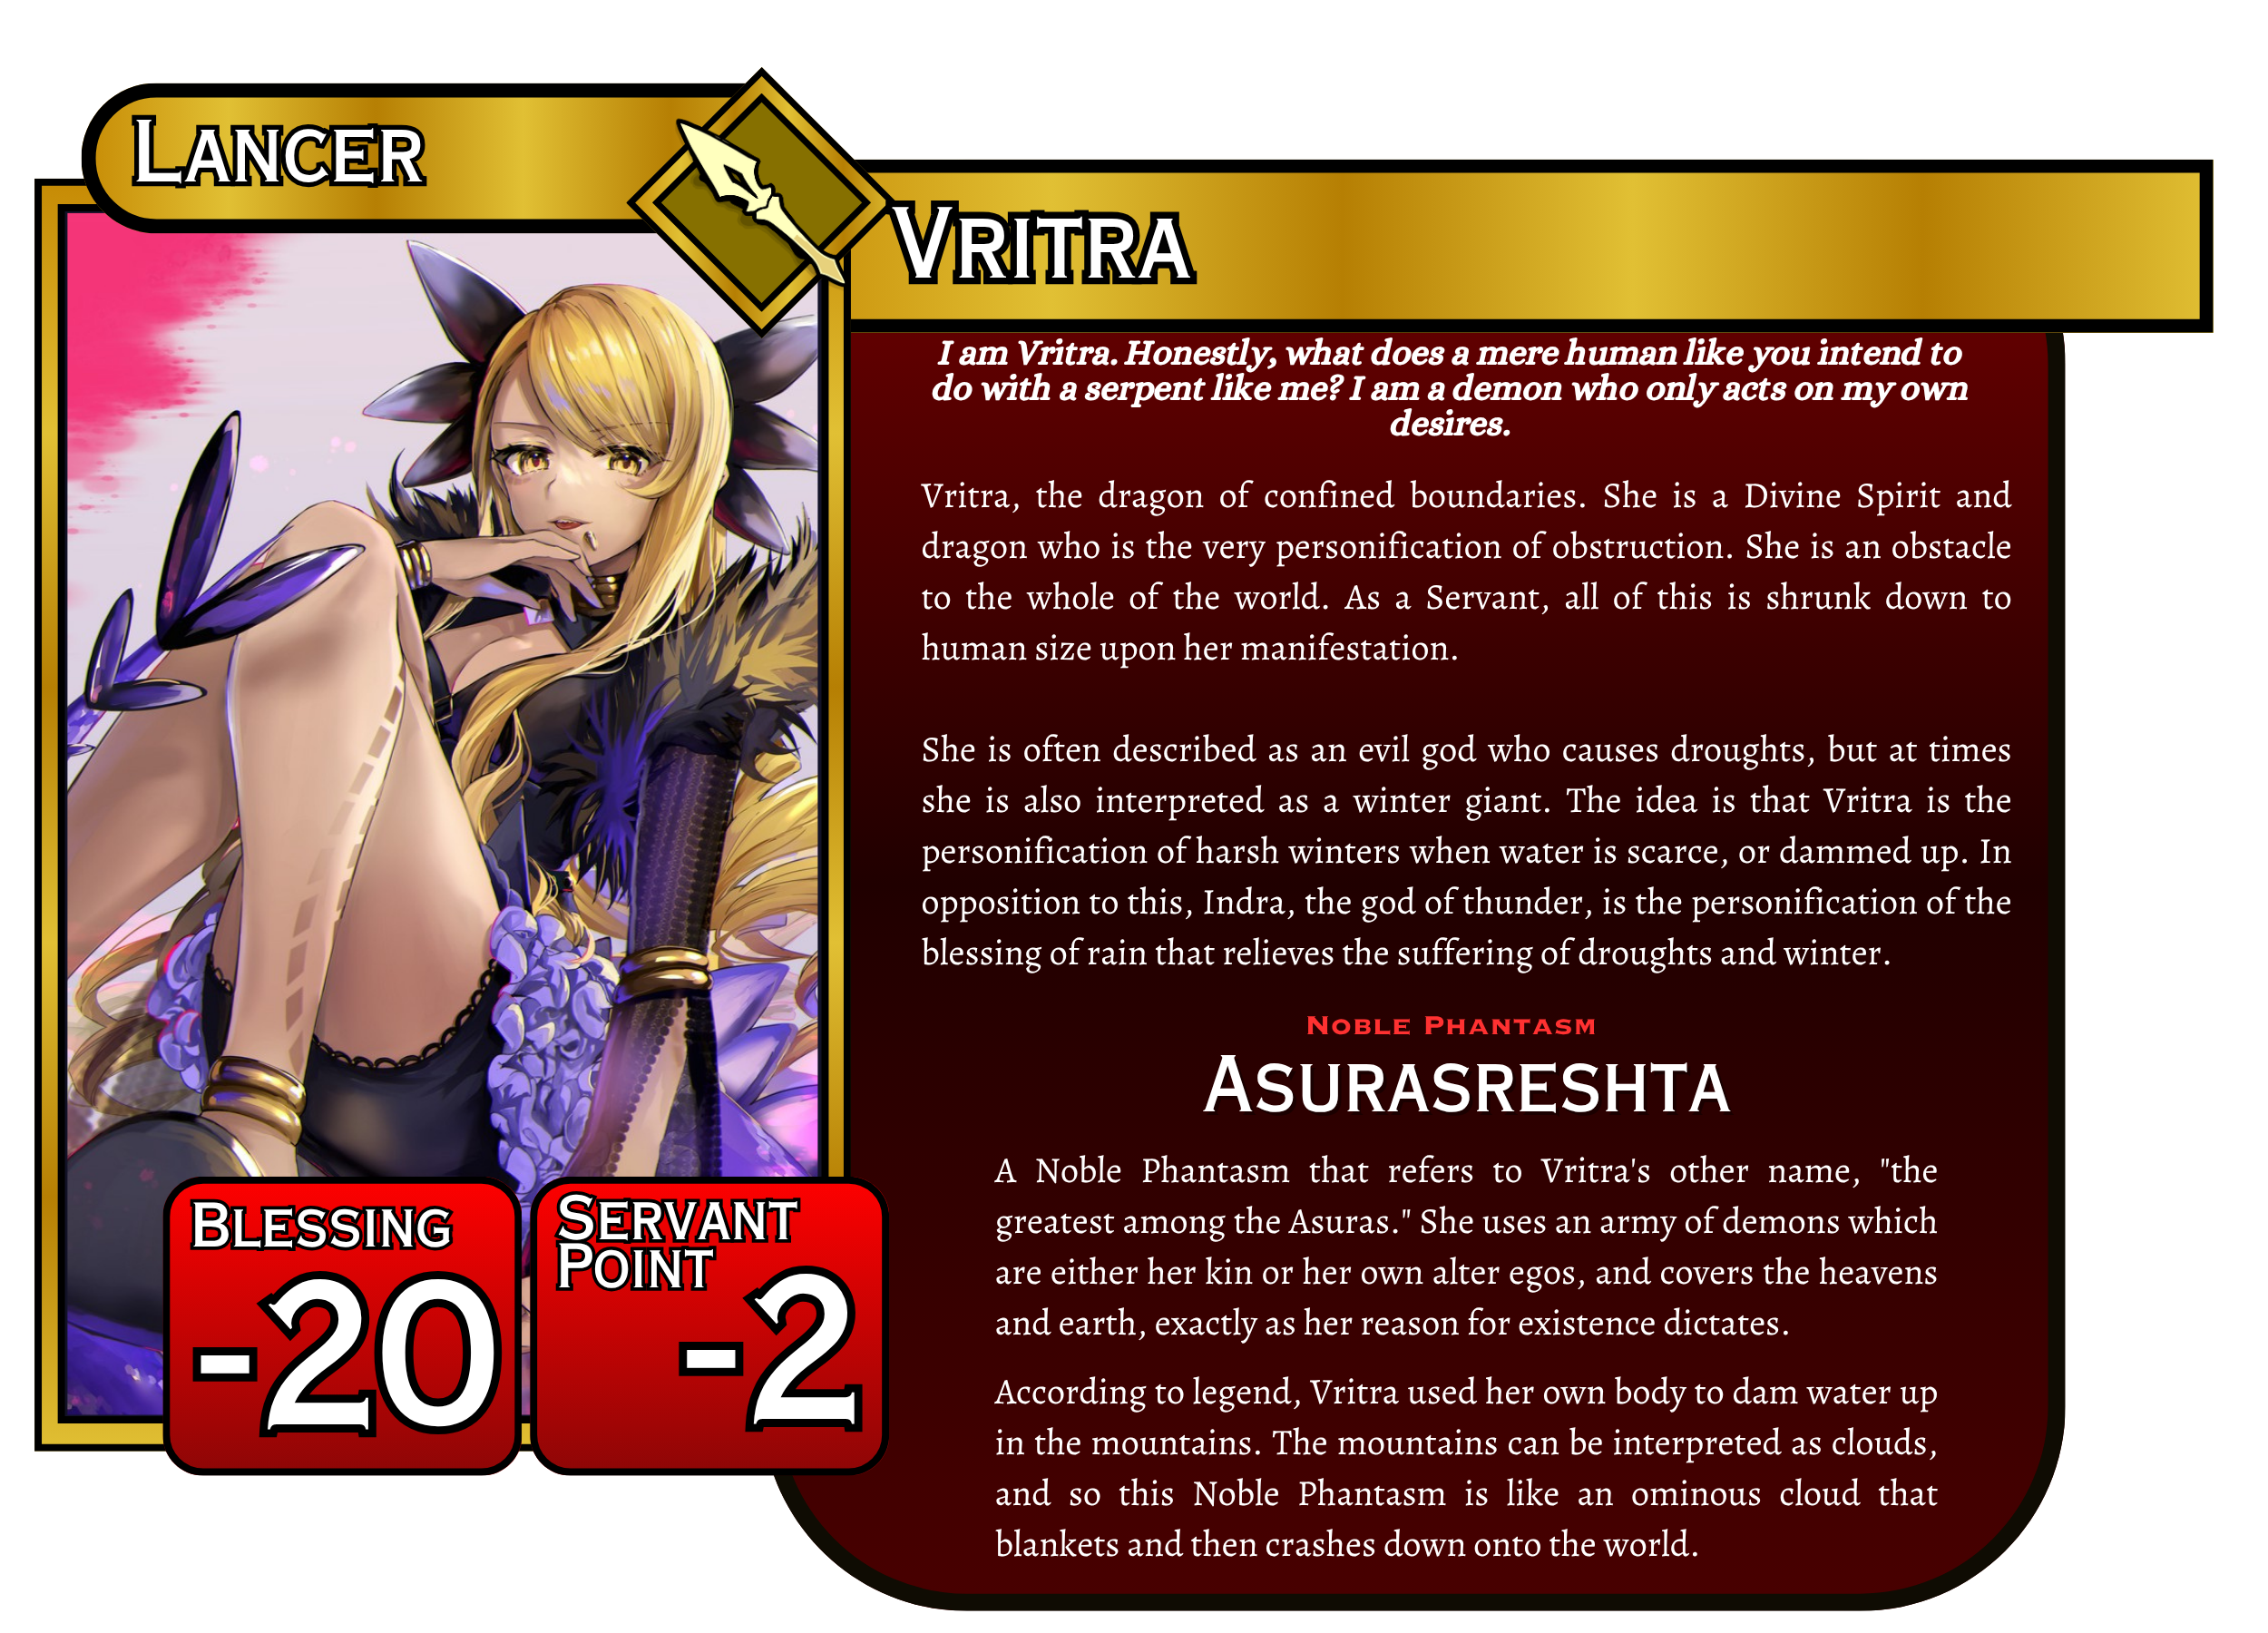 Lancer
Vritra
I am Vritra. Honestly, what does a mere human like you intend to
do with a serpent like me? I am a demon who only acts on my own
desires.
Vritra, the dragon of confined boundaries. She is a Divine Spirit and
dragon who is the very personification of obstruction. She is an obstacle
to the whole of the world. As a Servant, all of this is shrunk down to
human size upon her manifestation.
She is often described as an evil god who causes droughts, but at times
she is also interpreted as a winter giant. The idea is that Vritra is the
personification of harsh winters when water is scarce, or dammed up. In
opposition to this, Indra, the god of thunder, is the personification of the
blessing of rain that relieves the suffering of droughts and winter.
Noble Phantasm
Asurasreshta
A Noble Phantasm that refers to Vritra's other name, "the
greatest among the Asuras." She uses an army of demons which
are either her kin or her own alter egos, and covers the heavens
and earth, exactly as her reason for existence dictates.
According to legend, Vritra used her own body to dam water up
in the mountains. The mountains can be interpreted as clouds,
and so this Noble Phantasm is like an ominous cloud that
blankets and then crashes down onto the world.
Blessing
-20
Servant
Point
-2